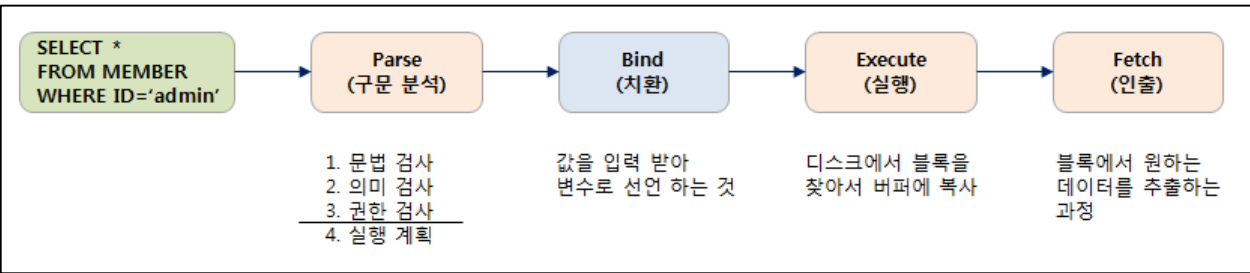 SELECT *
FROM MEMBER
WHERE ID=‘admin’
Parse
(구문 분석)
Bind
(치환)
Execute
(실행)
Fetch
(인출)
1. 문법 검사
2. 의미 검사
3. 권한 검사
4. 실행 계획
값을 입력 받아
변수로 선언 하는 것
디스크에서 블록을
찾아서 버퍼에 복사
블록에서 원하는
데이터를 추출하는
과정